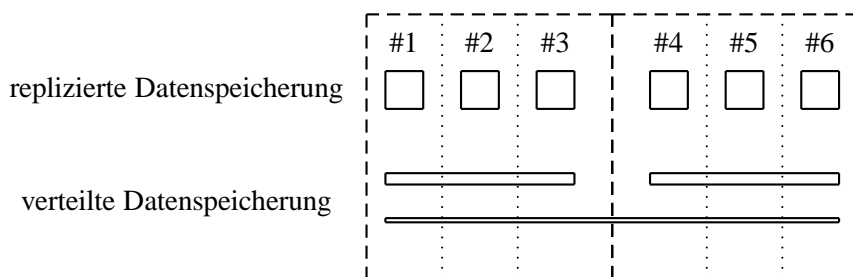 #1 #2 #3 #4 #5 #6
replizierte Datenspeicherung
verteilte Datenspeicherung